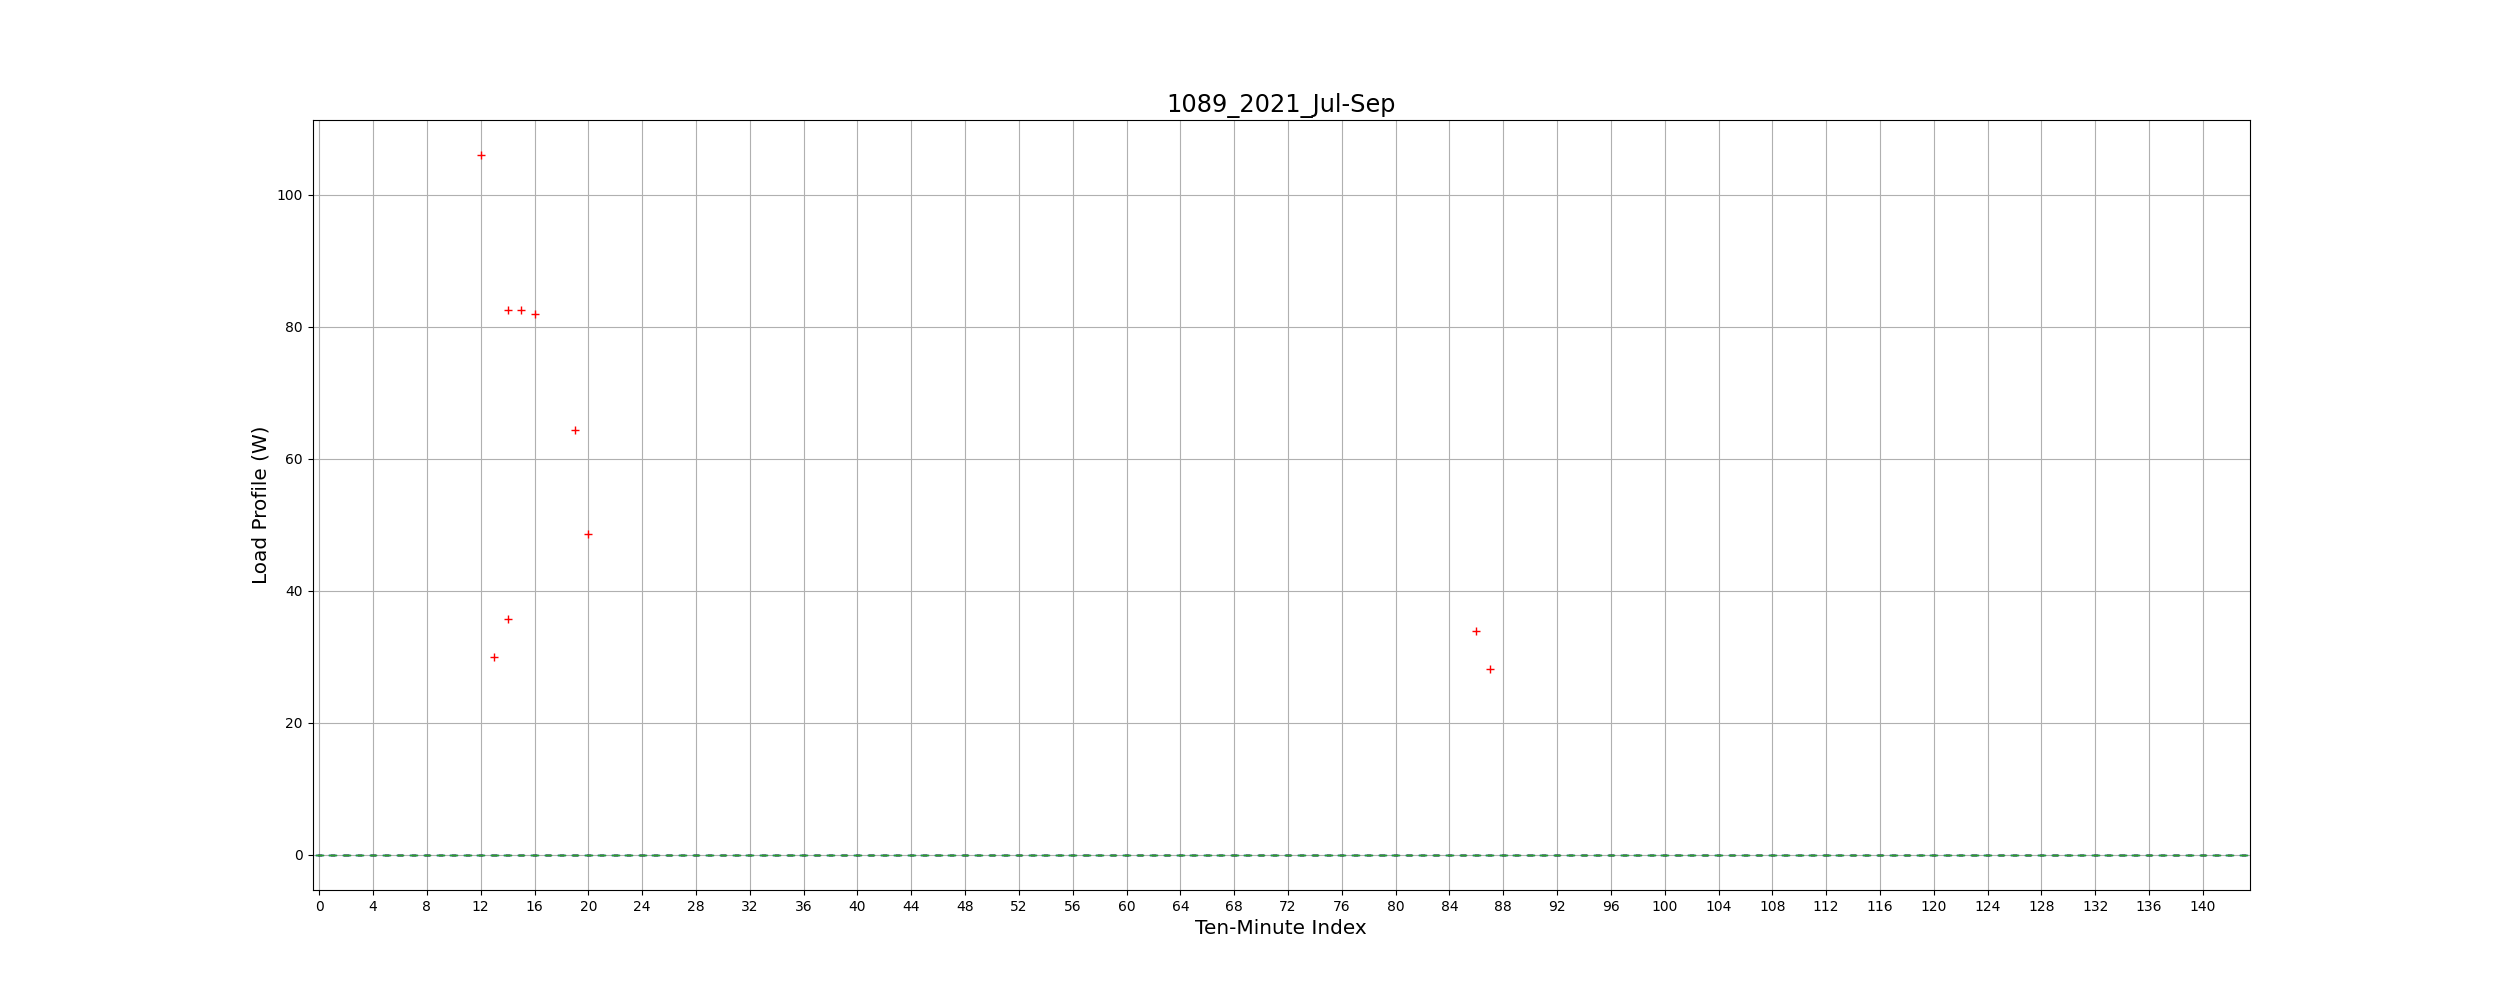 1089_2021_Jul-Sep
Load Profile (W)
100
80
60
40
20
0
0 4 8 12 16 20 24 28 32 36 40 44 48 52 56 60 64 68 72 76 80 84 88 92 96 100 104 108 112 116 120 124 128 132 136 140
Ten-Minute Index